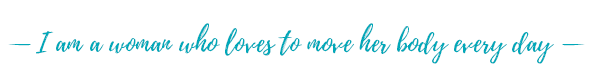 — I am a woman who loves to move her body every day —